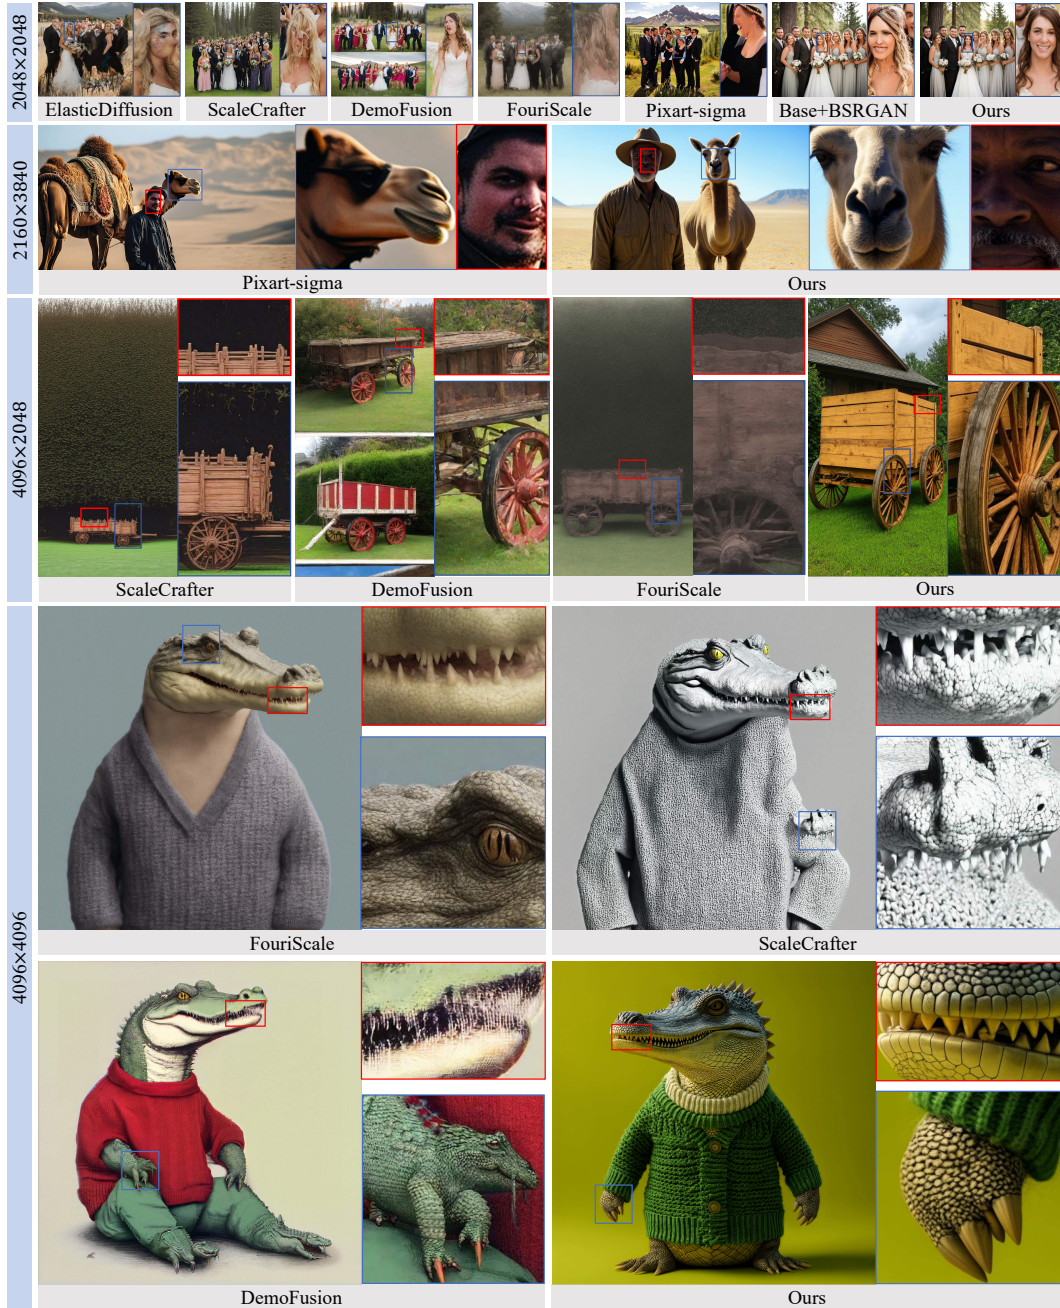 2048×2048
ElasticDiffusion
ScaleCrafter
DemoFusion
FouriScale
Pixart-sigma
Base+BSRGAN
Ours
2160×3840
Pixart-sigma
Ours
4096×2048
ScaleCrafter
DemoFusion
FouriScale
Ours
4096×4096
FouriScale
ScaleCrafter
DemoFusion
Ours